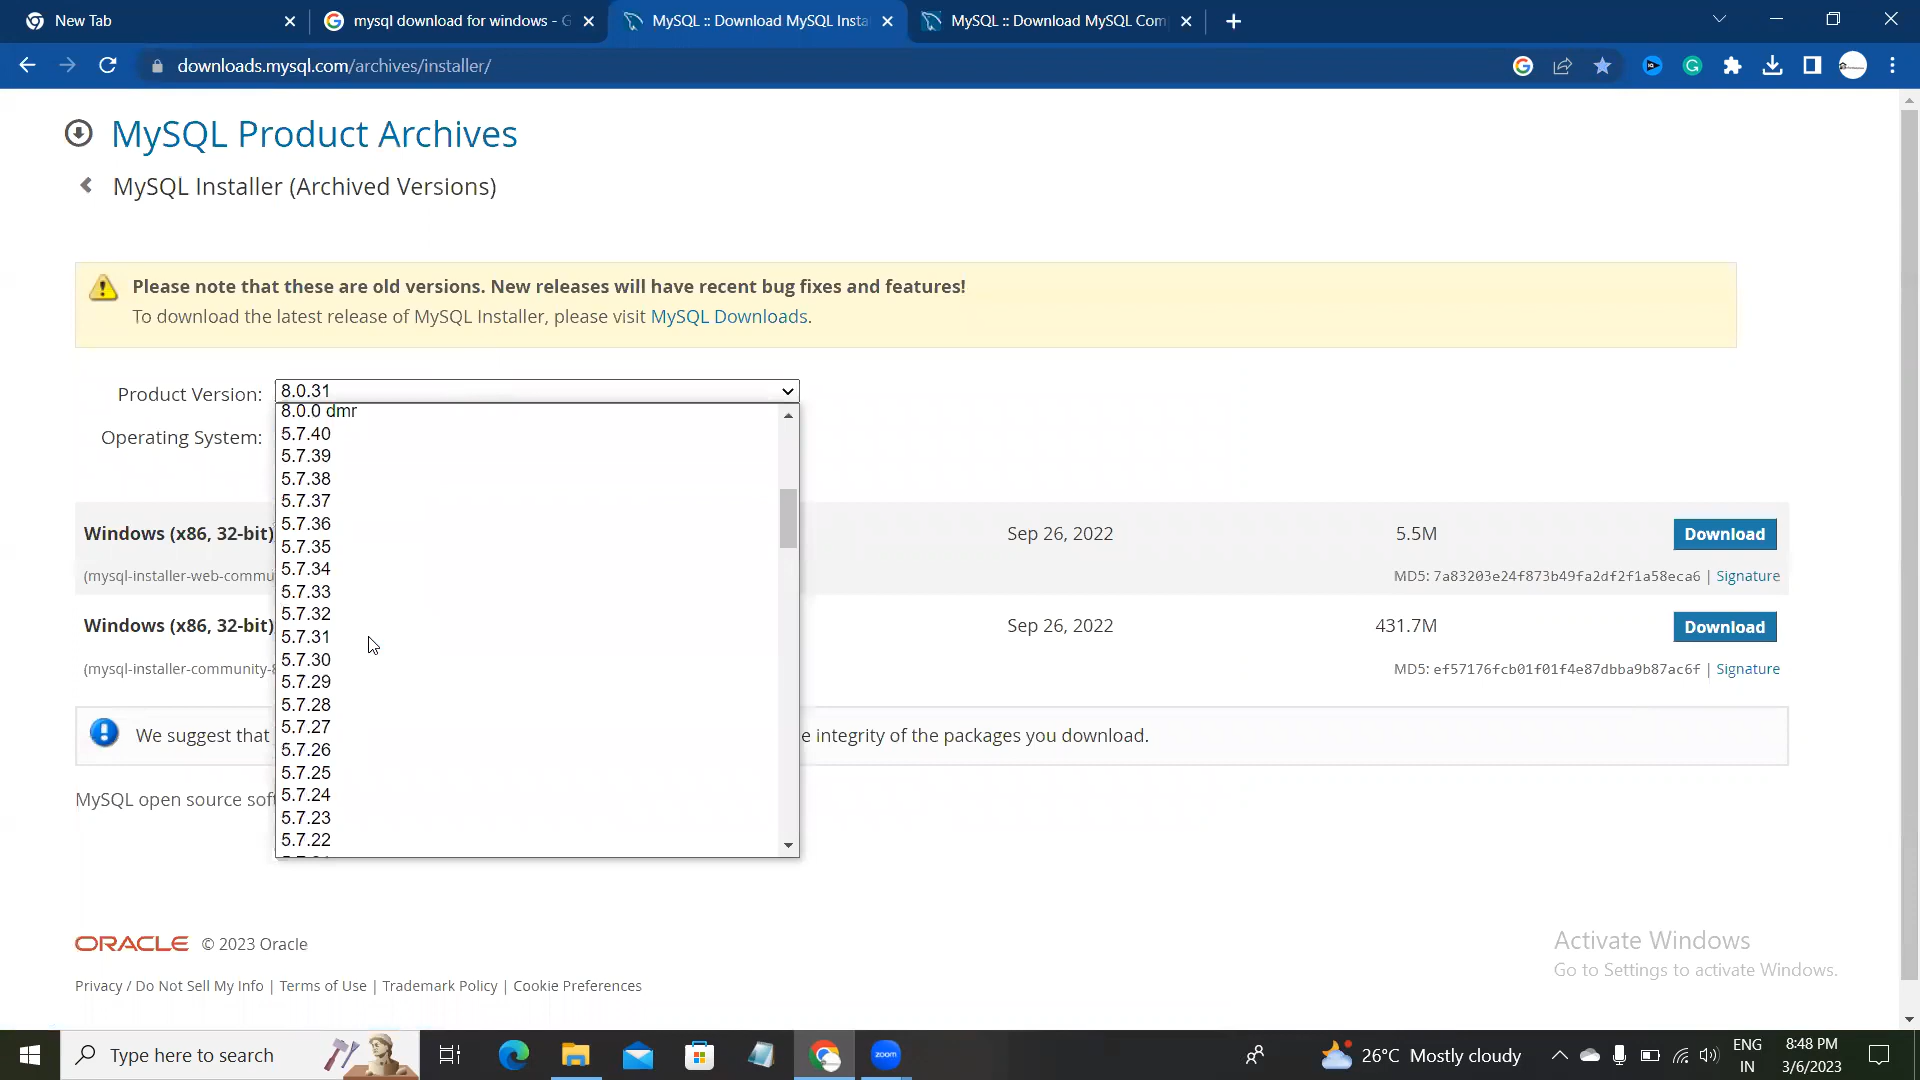 New Tab
mysql download for windows - G
MySQL :: Download MySQL Insta
MySQL :: Download MySQL Com
downloads.mysql.com/archives/installer/
MySQL Product Archives
MySQL Installer (Archived Versions)
Please note that these are old versions. New releases will have recent bug fixes and features!
To download the latest release of MySQL Installer, please visit MySQL Downloads.
Product Version: 8.0.31
Operating System:
8.0.0 dmr
5.7.40
5.7.39
5.7.38
5.7.37
5.7.36
5.7.35
5.7.34
5.7.33
5.7.32
5.7.31
5.7.30
5.7.29
5.7.28
5.7.27
5.7.26
5.7.25
5.7.24
5.7.23
5.7.22
Windows (x86, 32-bit) Sep 26, 2022 5.5M Download
(mysql-installer-web-commu MD5: 7a83203e24f873b49fa2df2f1a58eca6 | Signature
Windows (x86, 32-bit) Sep 26, 2022 431.7M Download
(mysql-installer-community-8 MD5: ef57176fcb01f01f4e87dbba9b87ac6f | Signature
We suggest that e integrity of the packages you download.
MySQL open source soft
ORACLE © 2023 Oracle
Privacy / Do Not Sell My Info | Terms of Use | Trademark Policy | Cookie Preferences
Activate Windows
Go to Settings to activate Windows.
Type here to search
zoom
26°C Mostly cloudy
ENG
IN
8:48 PM
3/6/2023